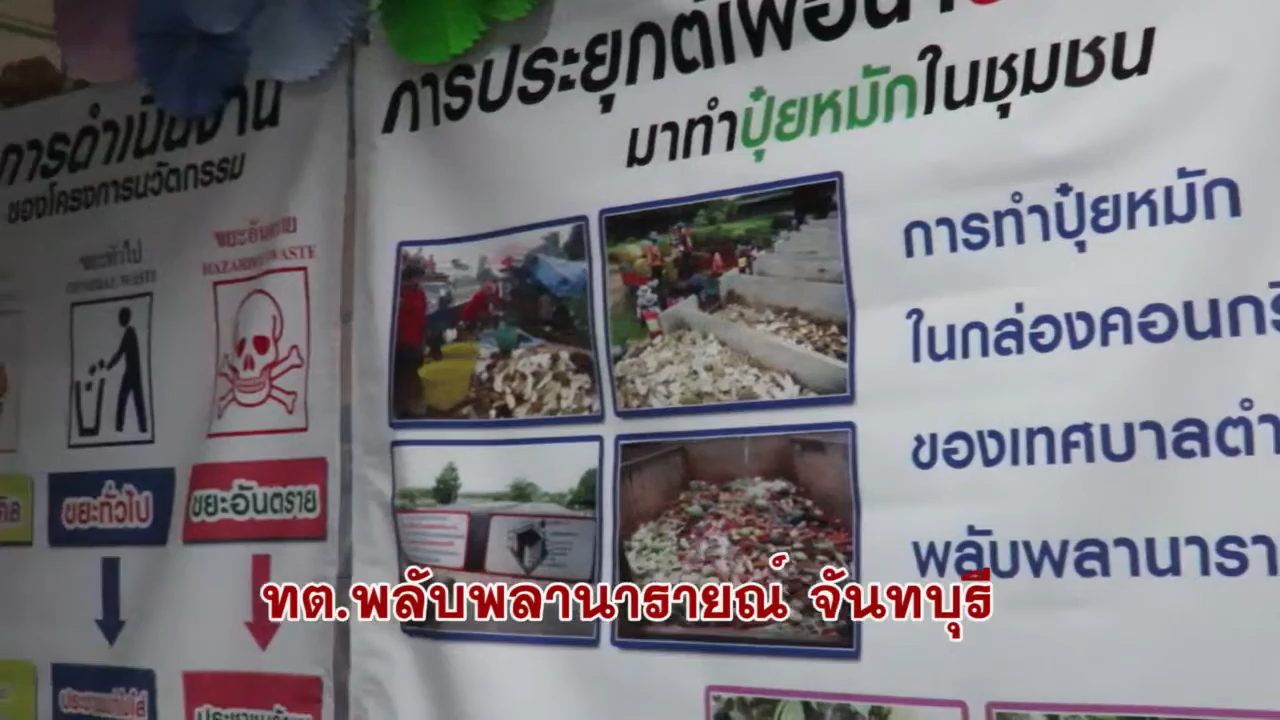 การดำเนินงาน
ของโครงการนวัตกรรม
ขยะทั่วไป
GENERAL WASTE
ขยะอันตราย
HAZARDOUS WASTE
ขยะทั่วไป
ขยะอันตราย
การประยุกต์เพื่อนำ
มาทำปุ๋ยหมักในชุมชน
การทำปุ๋ยหมัก
ในกล่องคอนกรี
ของเทศบาลตำ
พลับพลานารา
ทต.พลับพลานารายณ์ จันทบุรี